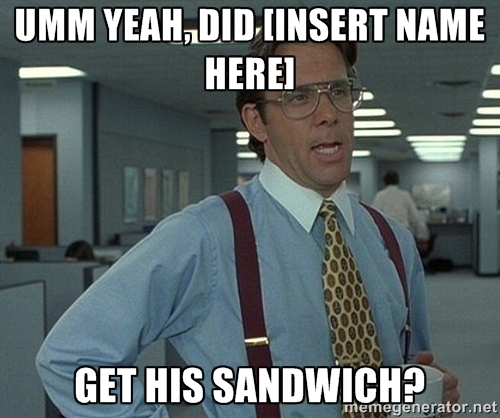 UMM YEAH, DID [INSERT NAME
HERE]
GET HIS SANDWICH?
memegenerator.net